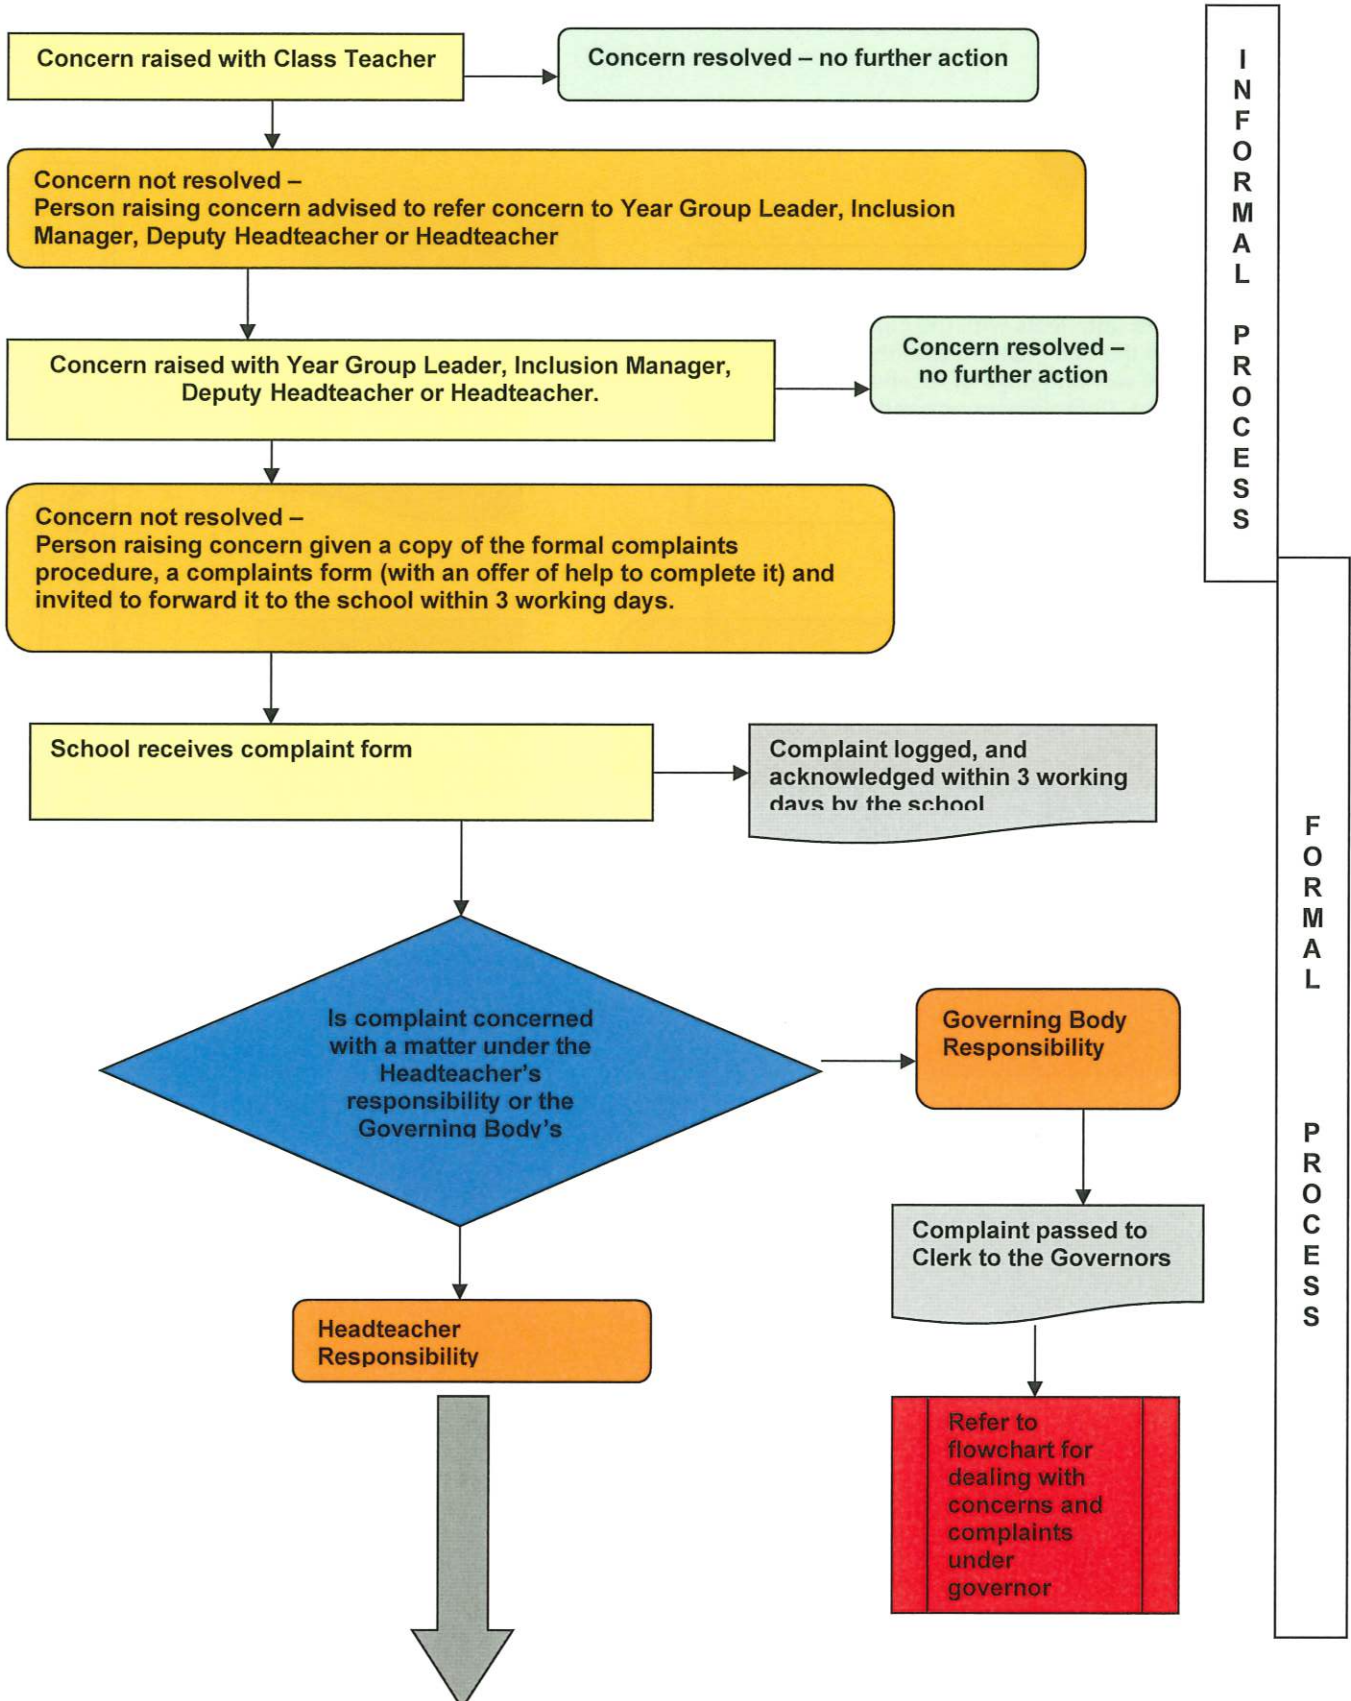 Concern raised with Class Teacher
Concern resolved – no further action
Concern not resolved –
Person raising concern advised to refer concern to Year Group Leader, Inclusion
Manager, Deputy Headteacher or Headteacher
Concern raised with Year Group Leader, Inclusion Manager,
Deputy Headteacher or Headteacher.
Concern resolved –
no further action
INFORMAL PROCESS
Concern not resolved –
Person raising concern given a copy of the formal complaints
procedure, a complaints form (with an offer of help to complete it) and
invited to forward it to the school within 3 working days.
School receives complaint form
Complaint logged, and
acknowledged within 3 working
days by the school
Is complaint concerned
with a matter under the
Headteacher's
responsibility or the
Governing Body's
Governing Body
Responsibility
Complaint passed to
Clerk to the Governors
Headteacher
Responsibility
Refer to
flowchart for
dealing with
concerns and
complaints
under
governor
FORMAL PROCESS